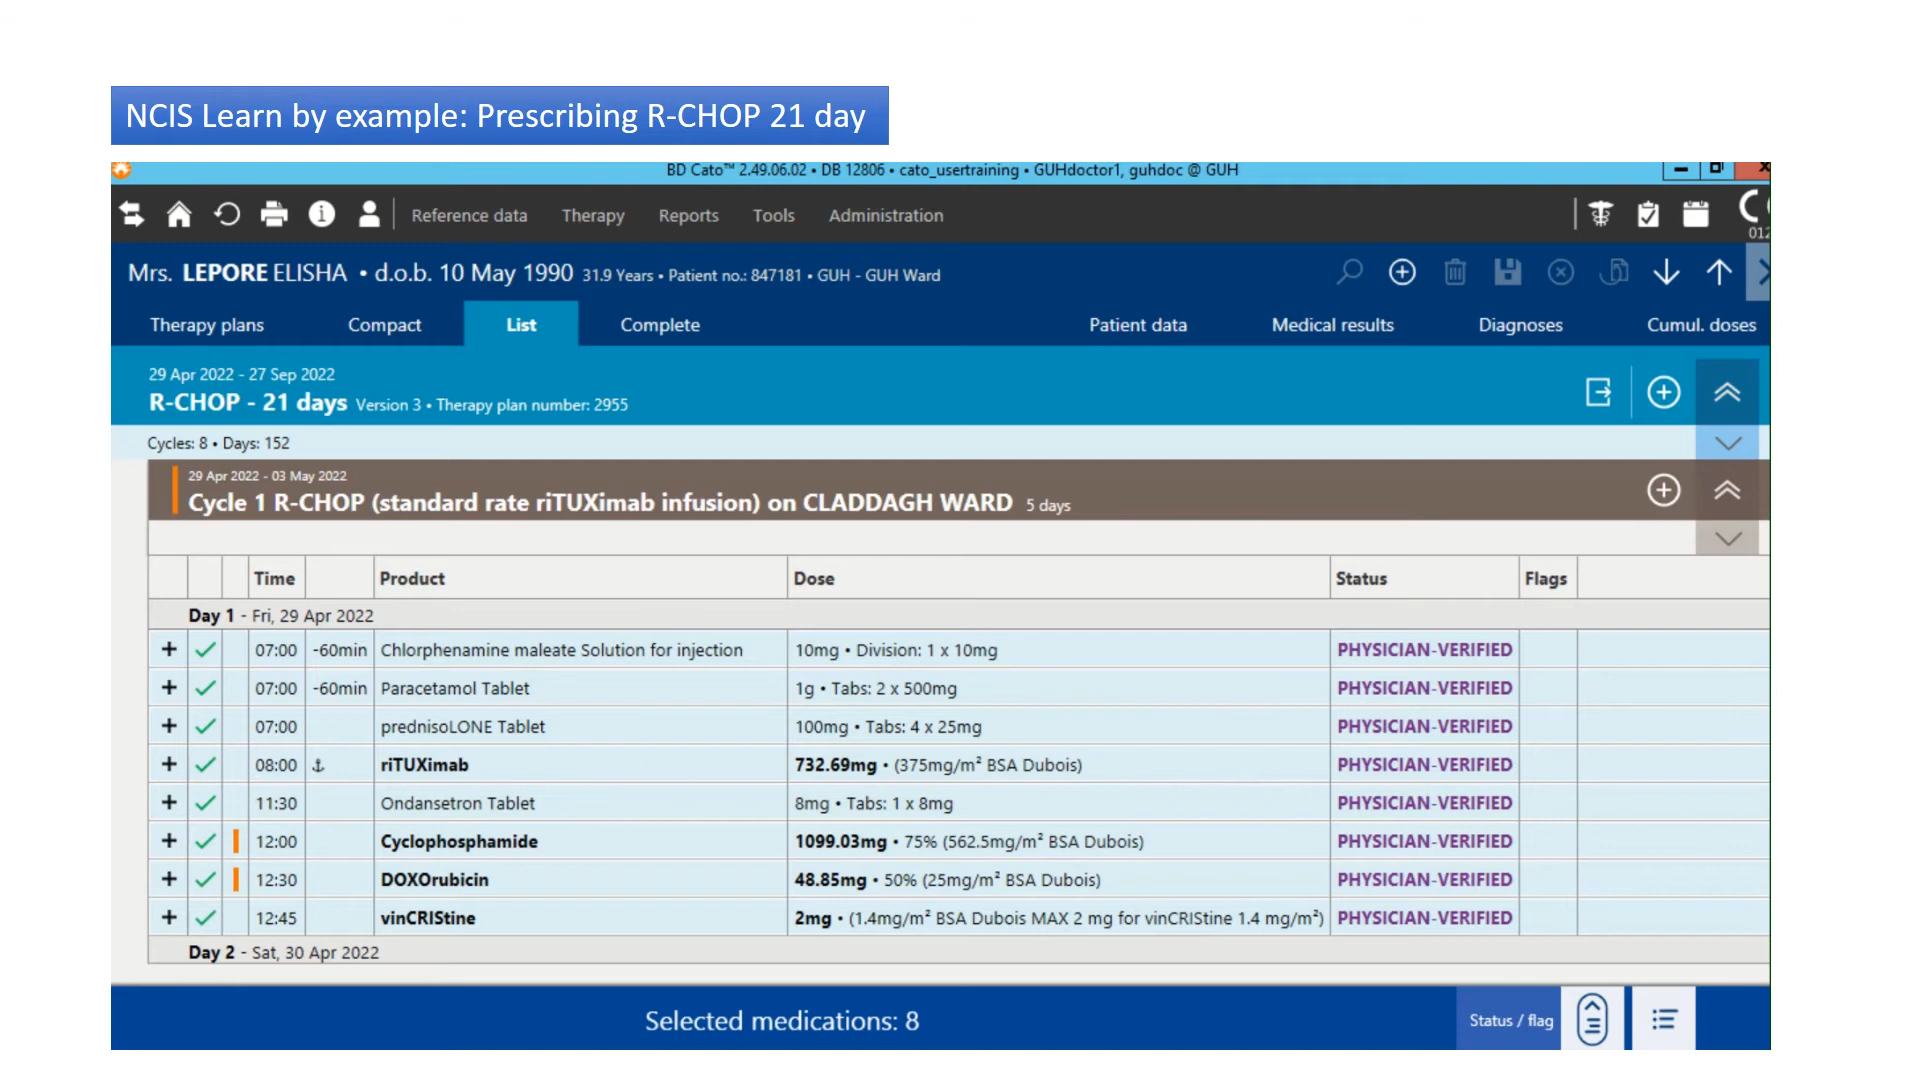 NCIS Learn by example: Prescribing R-CHOP 21 day
BD Cato™ 2.49.06.02 • DB 12806 • cato_usertraining • GUHdoctor1, guhdoc @ GUH
Reference data Therapy Reports Tools Administration
012
Mrs. LEPORE ELISHA • d.o.b. 10 May 1990 31.9 Years • Patient no.: 847181 • GUH - GUH Ward
Therapy plans Compact List Complete Patient data Medical results Diagnoses Cumul. doses
29 Apr 2022 - 27 Sep 2022
R-CHOP - 21 days Version 3 • Therapy plan number: 2955
Cycles: 8 • Days: 152
29 Apr 2022 - 03 May 2022
Cycle 1 R-CHOP (standard rate riTUXimab infusion) on CLADDAGH WARD 5 days
Time Product Dose Status Flags
Day 1 - Fri, 29 Apr 2022
07:00 -60min Chlorphenamine maleate Solution for injection 10mg • Division: 1 x 10mg PHYSICIAN-VERIFIED
07:00 -60min Paracetamol Tablet 1g • Tabs: 2 x 500mg PHYSICIAN-VERIFIED
07:00 prednisoLONE Tablet 100mg • Tabs: 4 x 25mg PHYSICIAN-VERIFIED
08:00 riTUXimab 732.69mg • (375mg/m² BSA Dubois) PHYSICIAN-VERIFIED
11:30 Ondansetron Tablet 8mg • Tabs: 1 x 8mg PHYSICIAN-VERIFIED
12:00 Cyclophosphamide 1099.03mg • 75% (562.5mg/m² BSA Dubois) PHYSICIAN-VERIFIED
12:30 DOXOrubicin 48.85mg • 50% (25mg/m² BSA Dubois) PHYSICIAN-VERIFIED
12:45 vinCRIStine 2mg • (1.4mg/m² BSA Dubois MAX 2 mg for vinCRIStine 1.4 mg/m²) PHYSICIAN-VERIFIED
Day 2 - Sat, 30 Apr 2022
Selected medications: 8 Status / flag